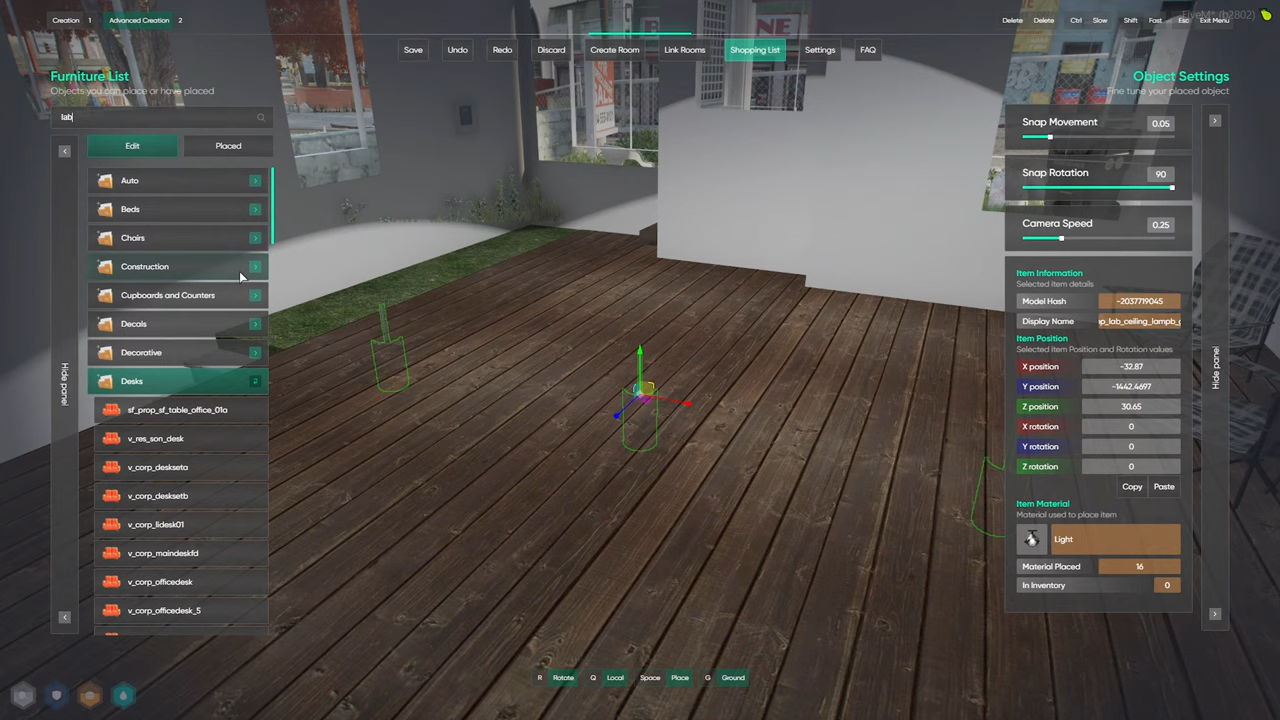 Creation 1 Advanced Creation 2
Delete Delete Ctrl Slow Shift Fast Esc Exit Menu
FiveM* (b2802)
Save Undo Redo Discard Create Room Link Rooms Shopping List Settings FAQ
Furniture List
Objects you can place or have placed
lab
Edit Placed
Auto
Beds
Chairs
Construction
Cupboards and Counters
Decals
Decorative
Desks
sf_prop_sf_table_office_01a
v_res_son_desk
v_corp_deskseta
v_corp_desksetb
v_corp_lidesk01
v_corp_maindeskfd
v_corp_officedesk
v_corp_officedesk_5
Hide panel
Object Settings
Fine tune your placed object
Snap Movement 0.05
Snap Rotation 90
Camera Speed 0.25
Item Information
Selected item details
Model Hash -2037719045
Display Name p_lab_ceiling_lampb_
Item Position
Selected Item Position and Rotation values
X position -32.87
Y position -1442.4697
Z position 30.65
X rotation 0
Y rotation 0
Z rotation 0
Copy Paste
Item Material
Material used to place item
Light
Material Placed 16
In Inventory 0
Hide panel
R Rotate Q Local Space Place G Ground
NE